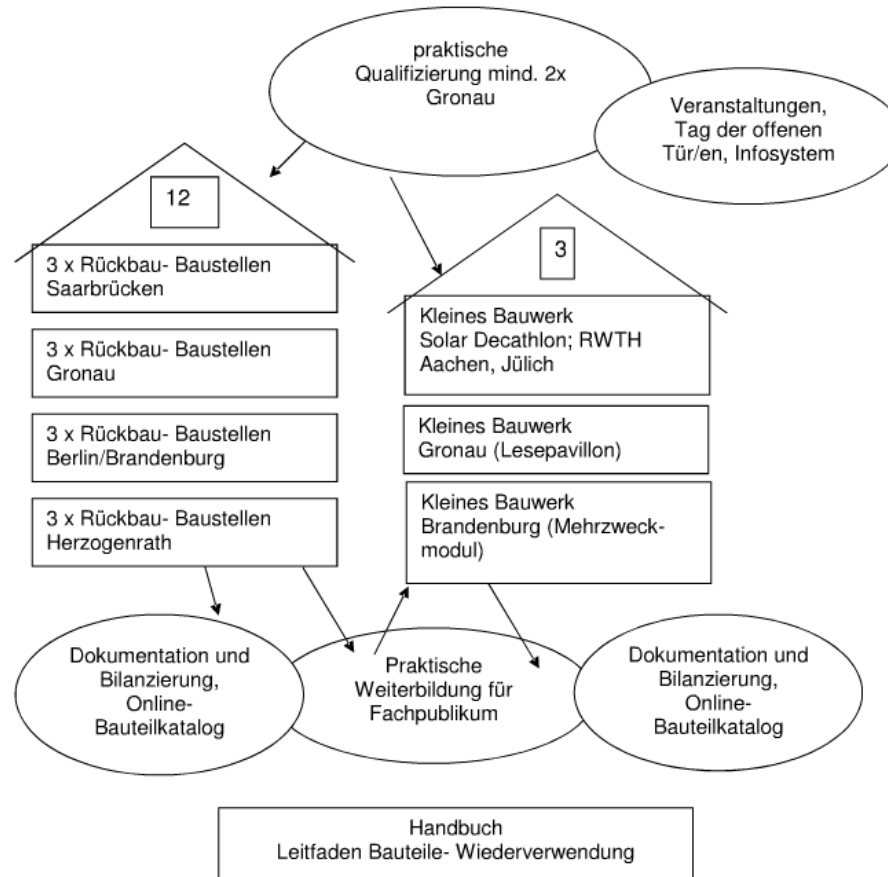 praktische
Qualifizierung mind. 2x
Gronau
Veranstaltungen,
Tag der offenen
Tür/en, Infosystem
12
3 x Rückbau- Baustellen
Saarbrücken
3 x Rückbau- Baustellen
Gronau
3 x Rückbau- Baustellen
Berlin/Brandenburg
3 x Rückbau- Baustellen
Herzogenrath
3
Kleines Bauwerk
Solar Decathlon; RWTH
Aachen, Jülich
Kleines Bauwerk
Gronau (Lesepavillon)
Kleines Bauwerk
Brandenburg (Mehrzweck-
modul)
Dokumentation und
Bilanzierung,
Online-
Bauteilkatalog
Praktische
Weiterbildung für
Fachpublikum
Dokumentation und
Bilanzierung,
Online-
Bauteilkatalog
Handbuch
Leitfaden Bauteile- Wiederverwendung